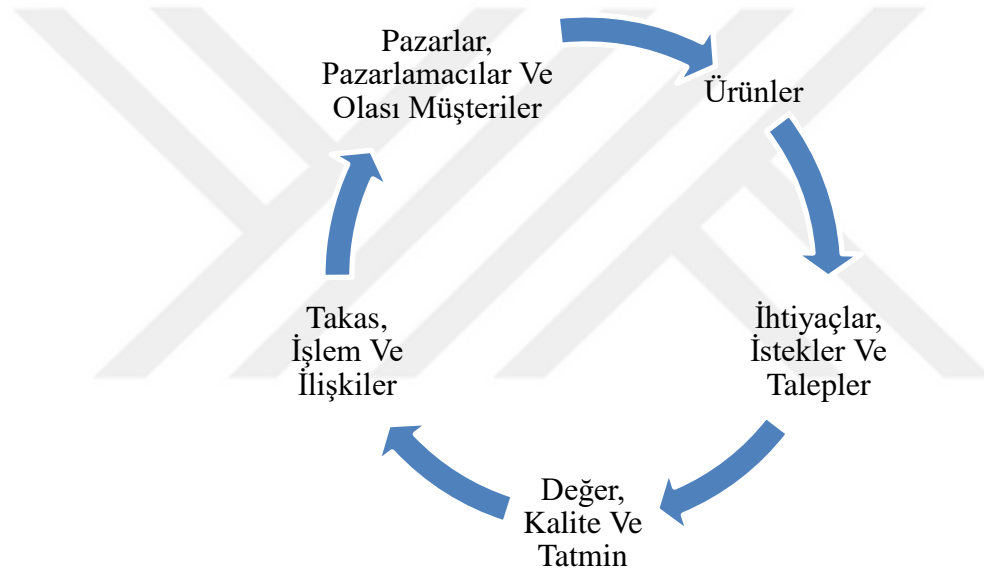 Pazarlar,
Pazarlamacılar Ve
Olası Müşteriler
Ürünler
İhtiyaçlar,
İstekler Ve
Talepler
Değer,
Kalite Ve
Tatmin
Takas,
İşlem Ve
İlişkiler